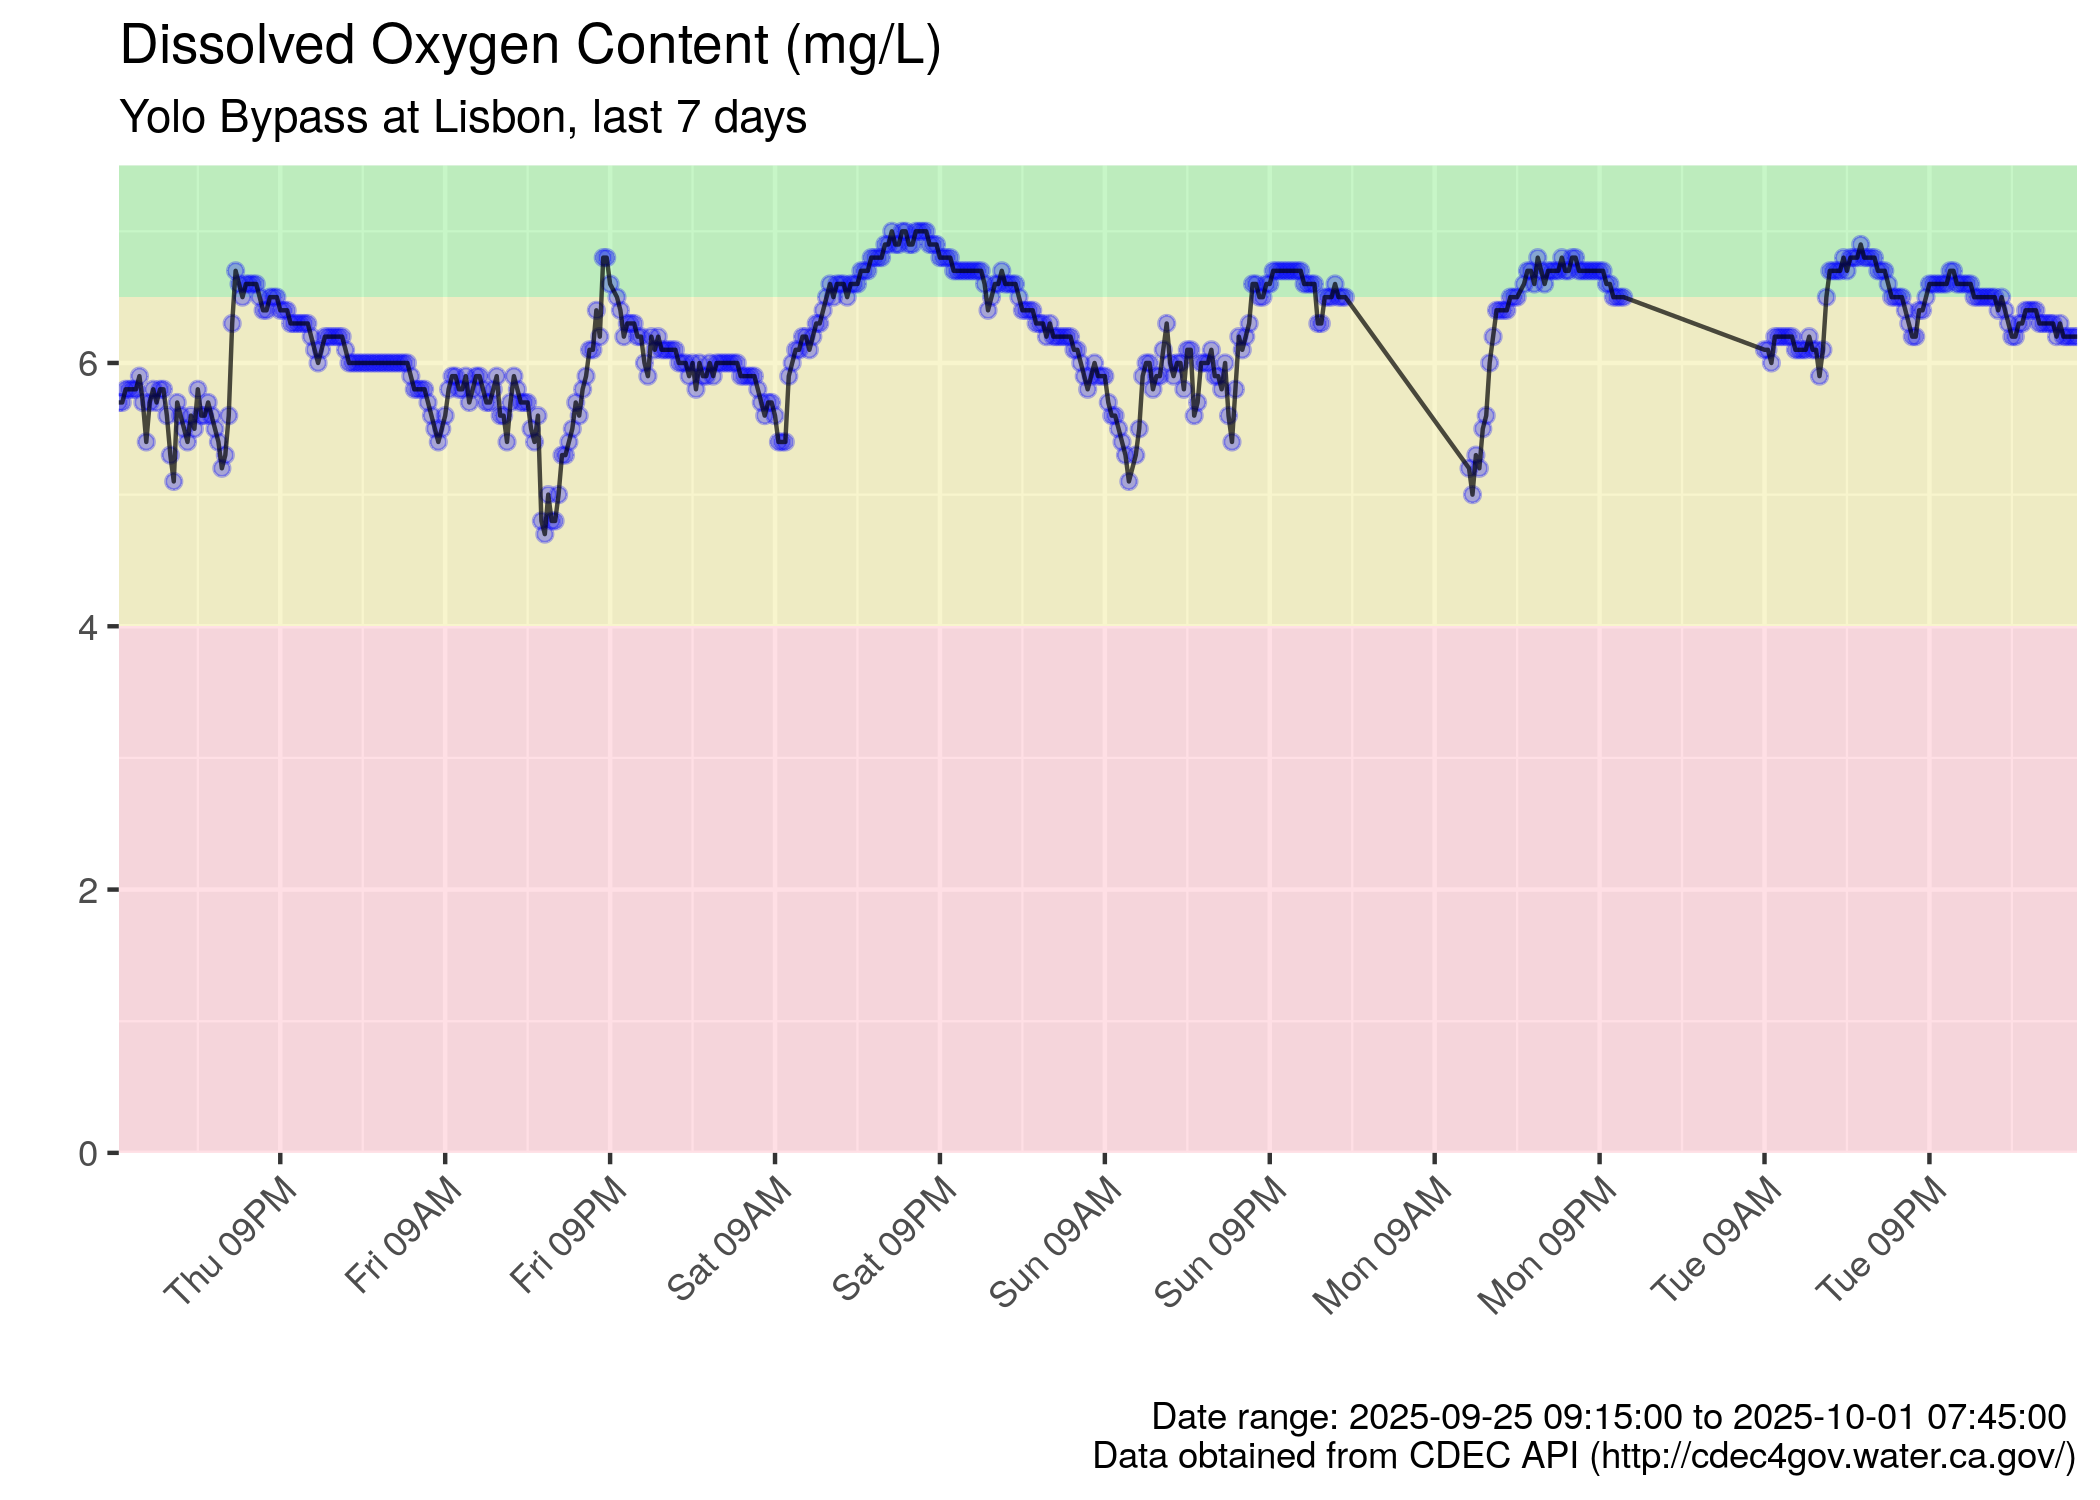 Dissolved Oxygen Content (mg/L)
Yolo Bypass at Lisbon, last 7 days
6
4
2
0
Thu 09PM
Fri 09AM
Fri 09PM
Sat 09AM
Sat 09PM
Sun 09AM
Sun 09PM
Mon 09AM
Mon 09PM
Tue 09AM
Tue 09PM
Date range: 2025-09-25 09:15:00 to 2025-10-01 07:45:00
Data obtained from CDEC API (http://cdec4gov.water.ca.gov/)